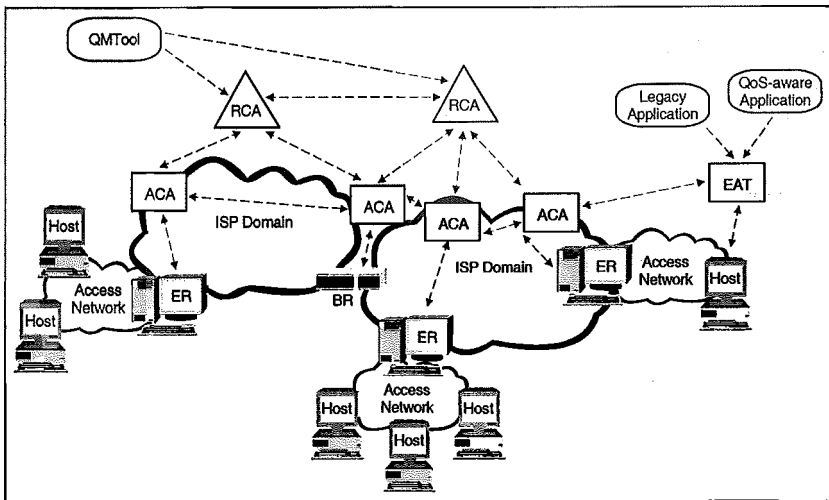 QMTool
RCA
RCA
Legacy
Application
QoS-aware
Application
ACA
ACA
ACA
ACA
EAT
ISP Domain
ISP Domain
Host
Host
Access
Network
ER
BR
ER
Access
Network
Host
ER
Access
Network
Host
Host
Host